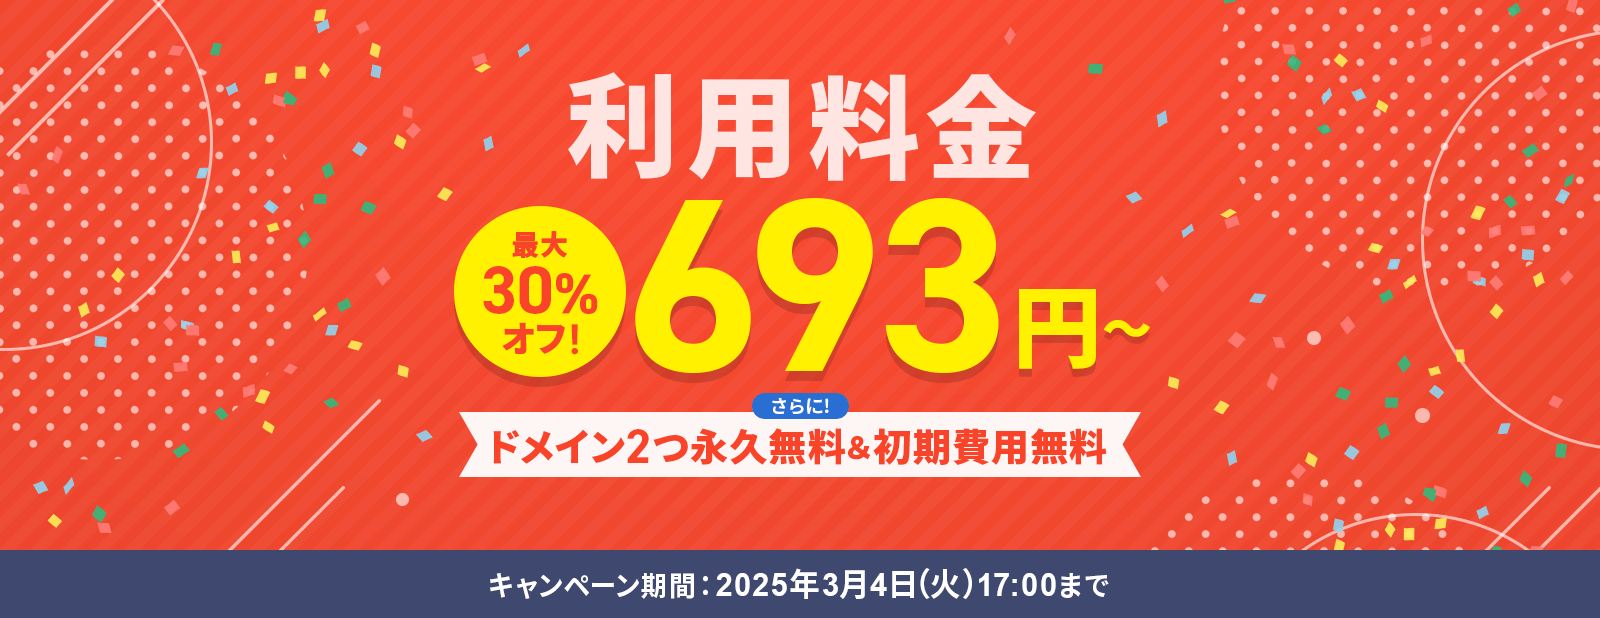 利用料金
最大
30%
オフ!
693円〜
さらに!
ドメイン2つ永久無料&初期費用無料
キャンペーン期間：2025年3月4日(火)17:00まで